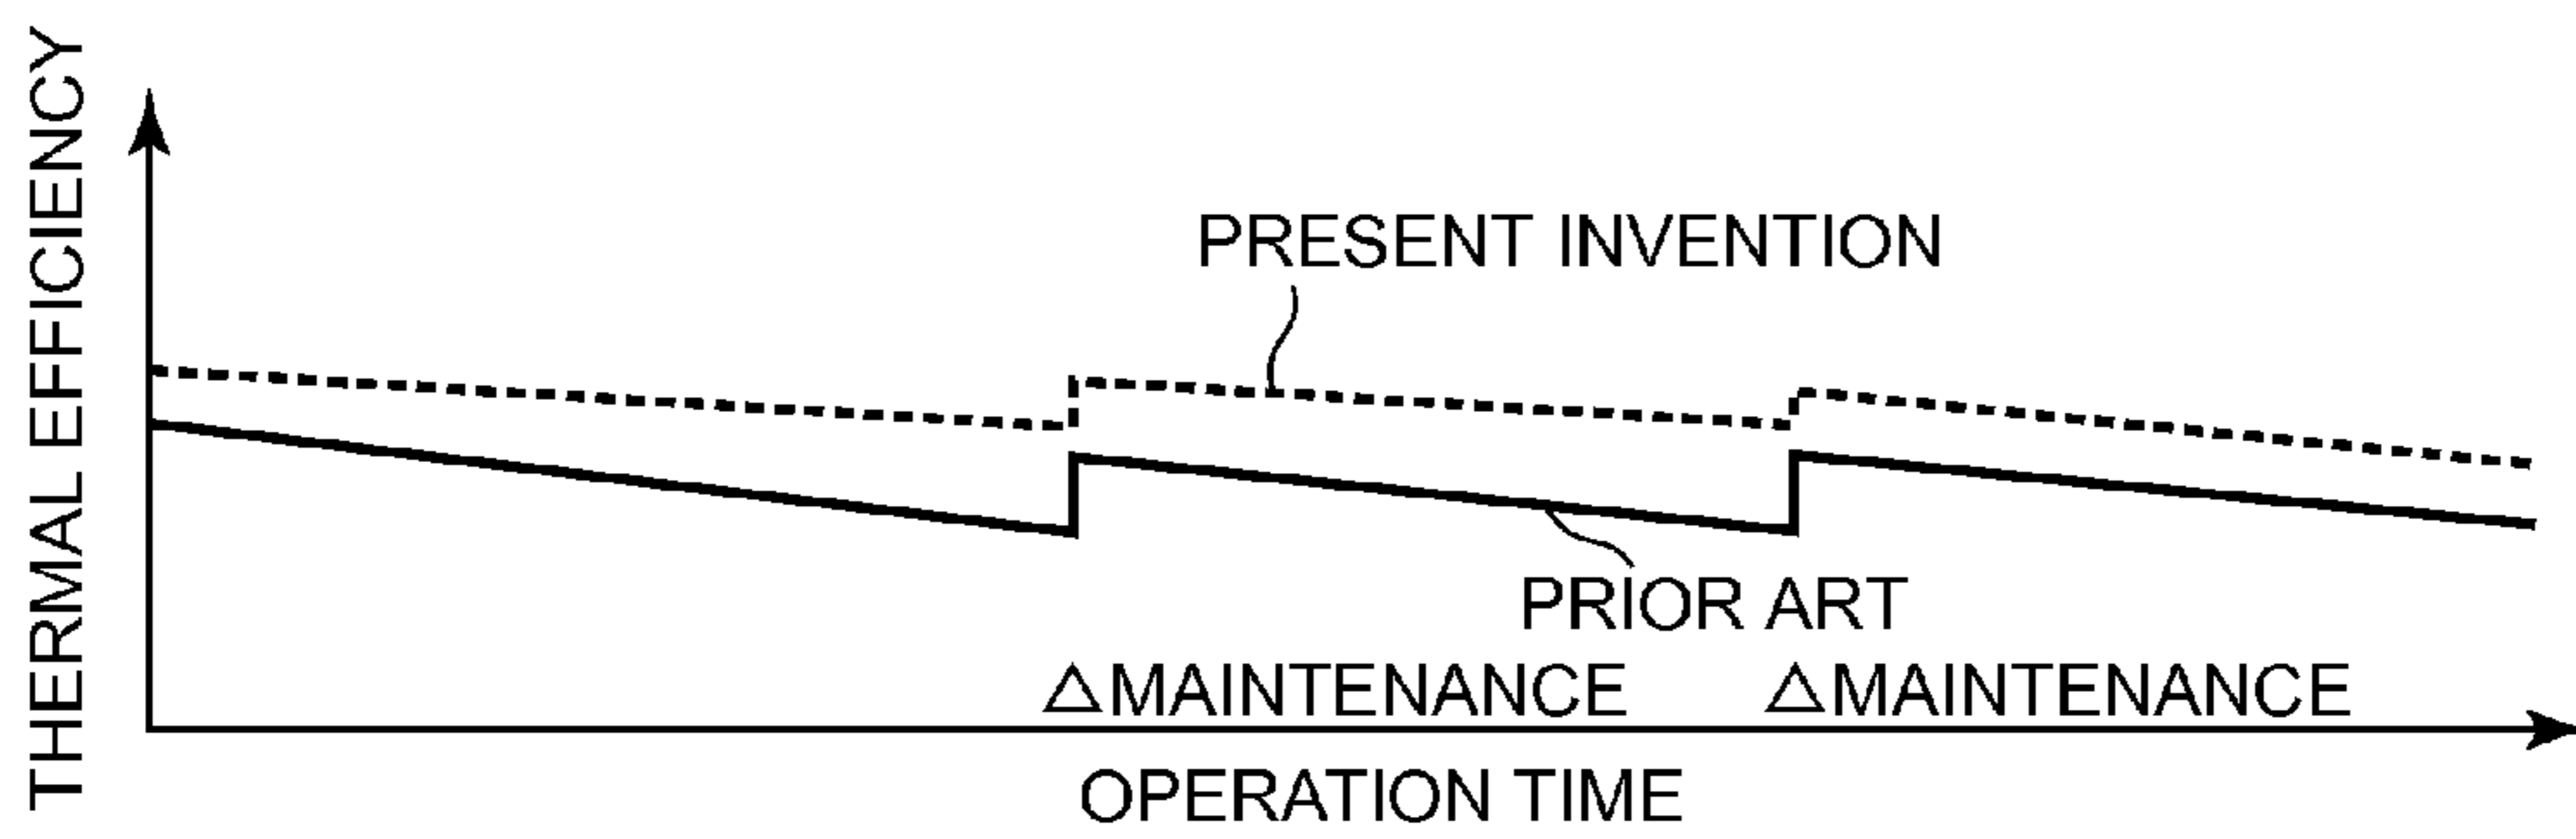 THERMAL EFFICIENCY
PRESENT INVENTION
PRIOR ART
△MAINTENANCE △MAINTENANCE
OPERATION TIME